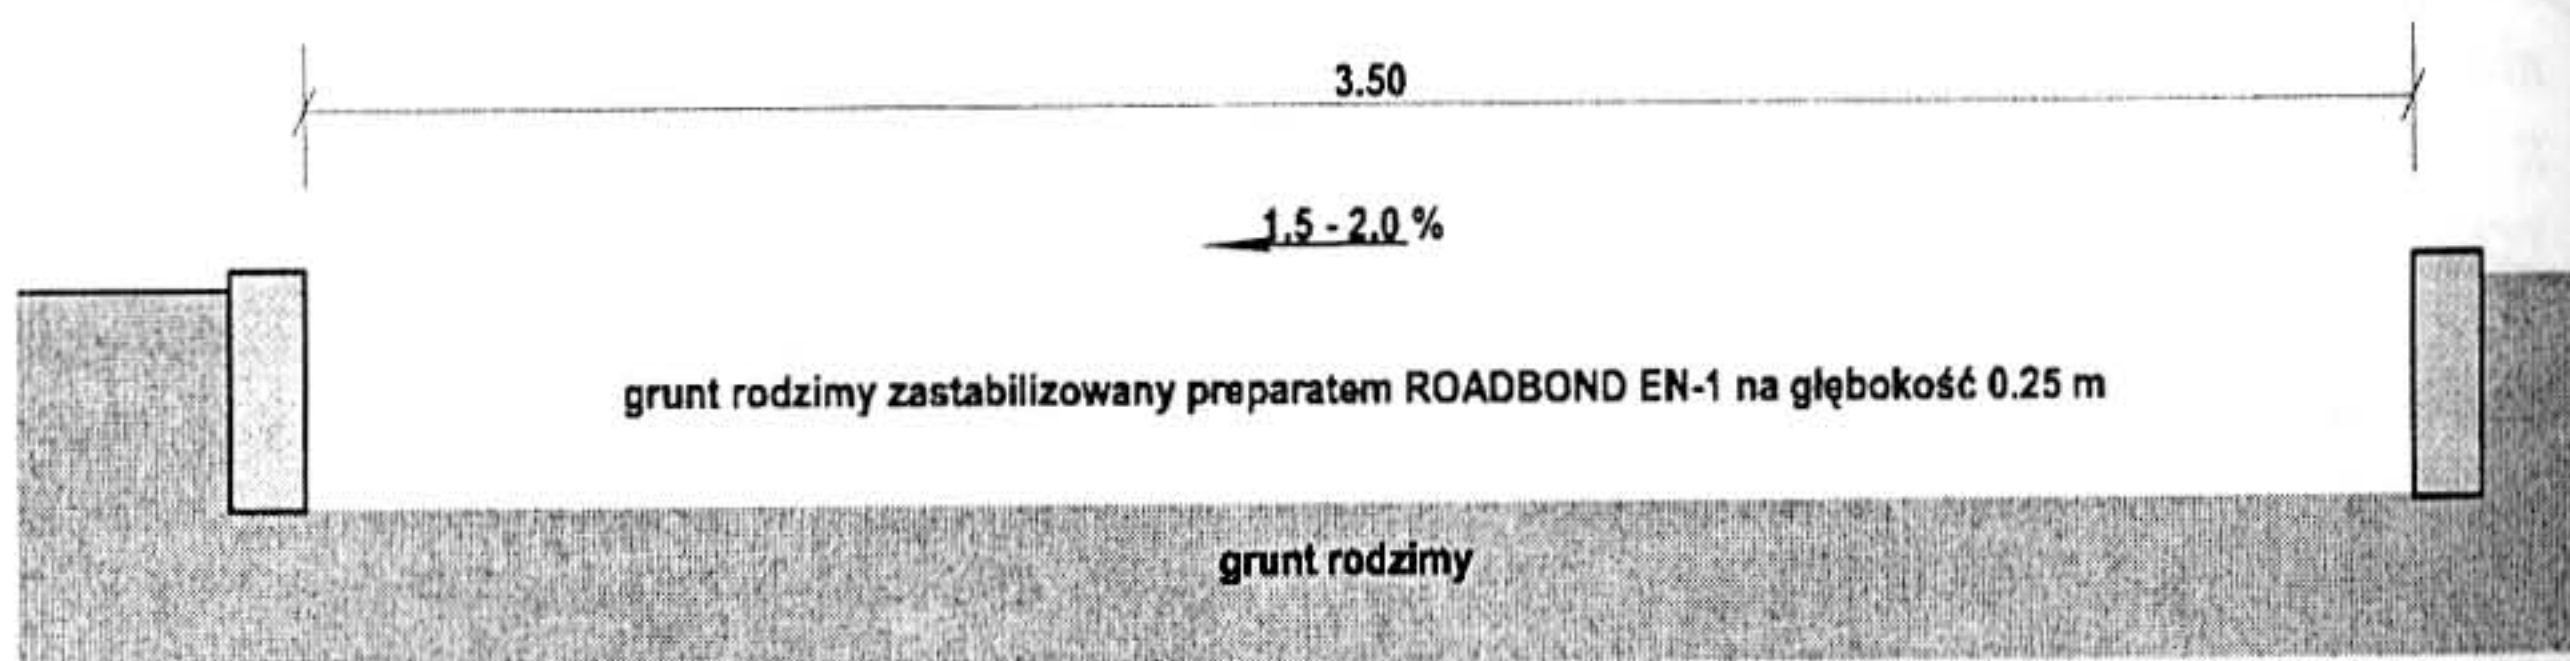 3.50
1.5 - 2.0 %
grunt rodzimy zastabilizowany preparatem ROADBOND EN-1 na głębokość 0.25 m
grunt rodzimy